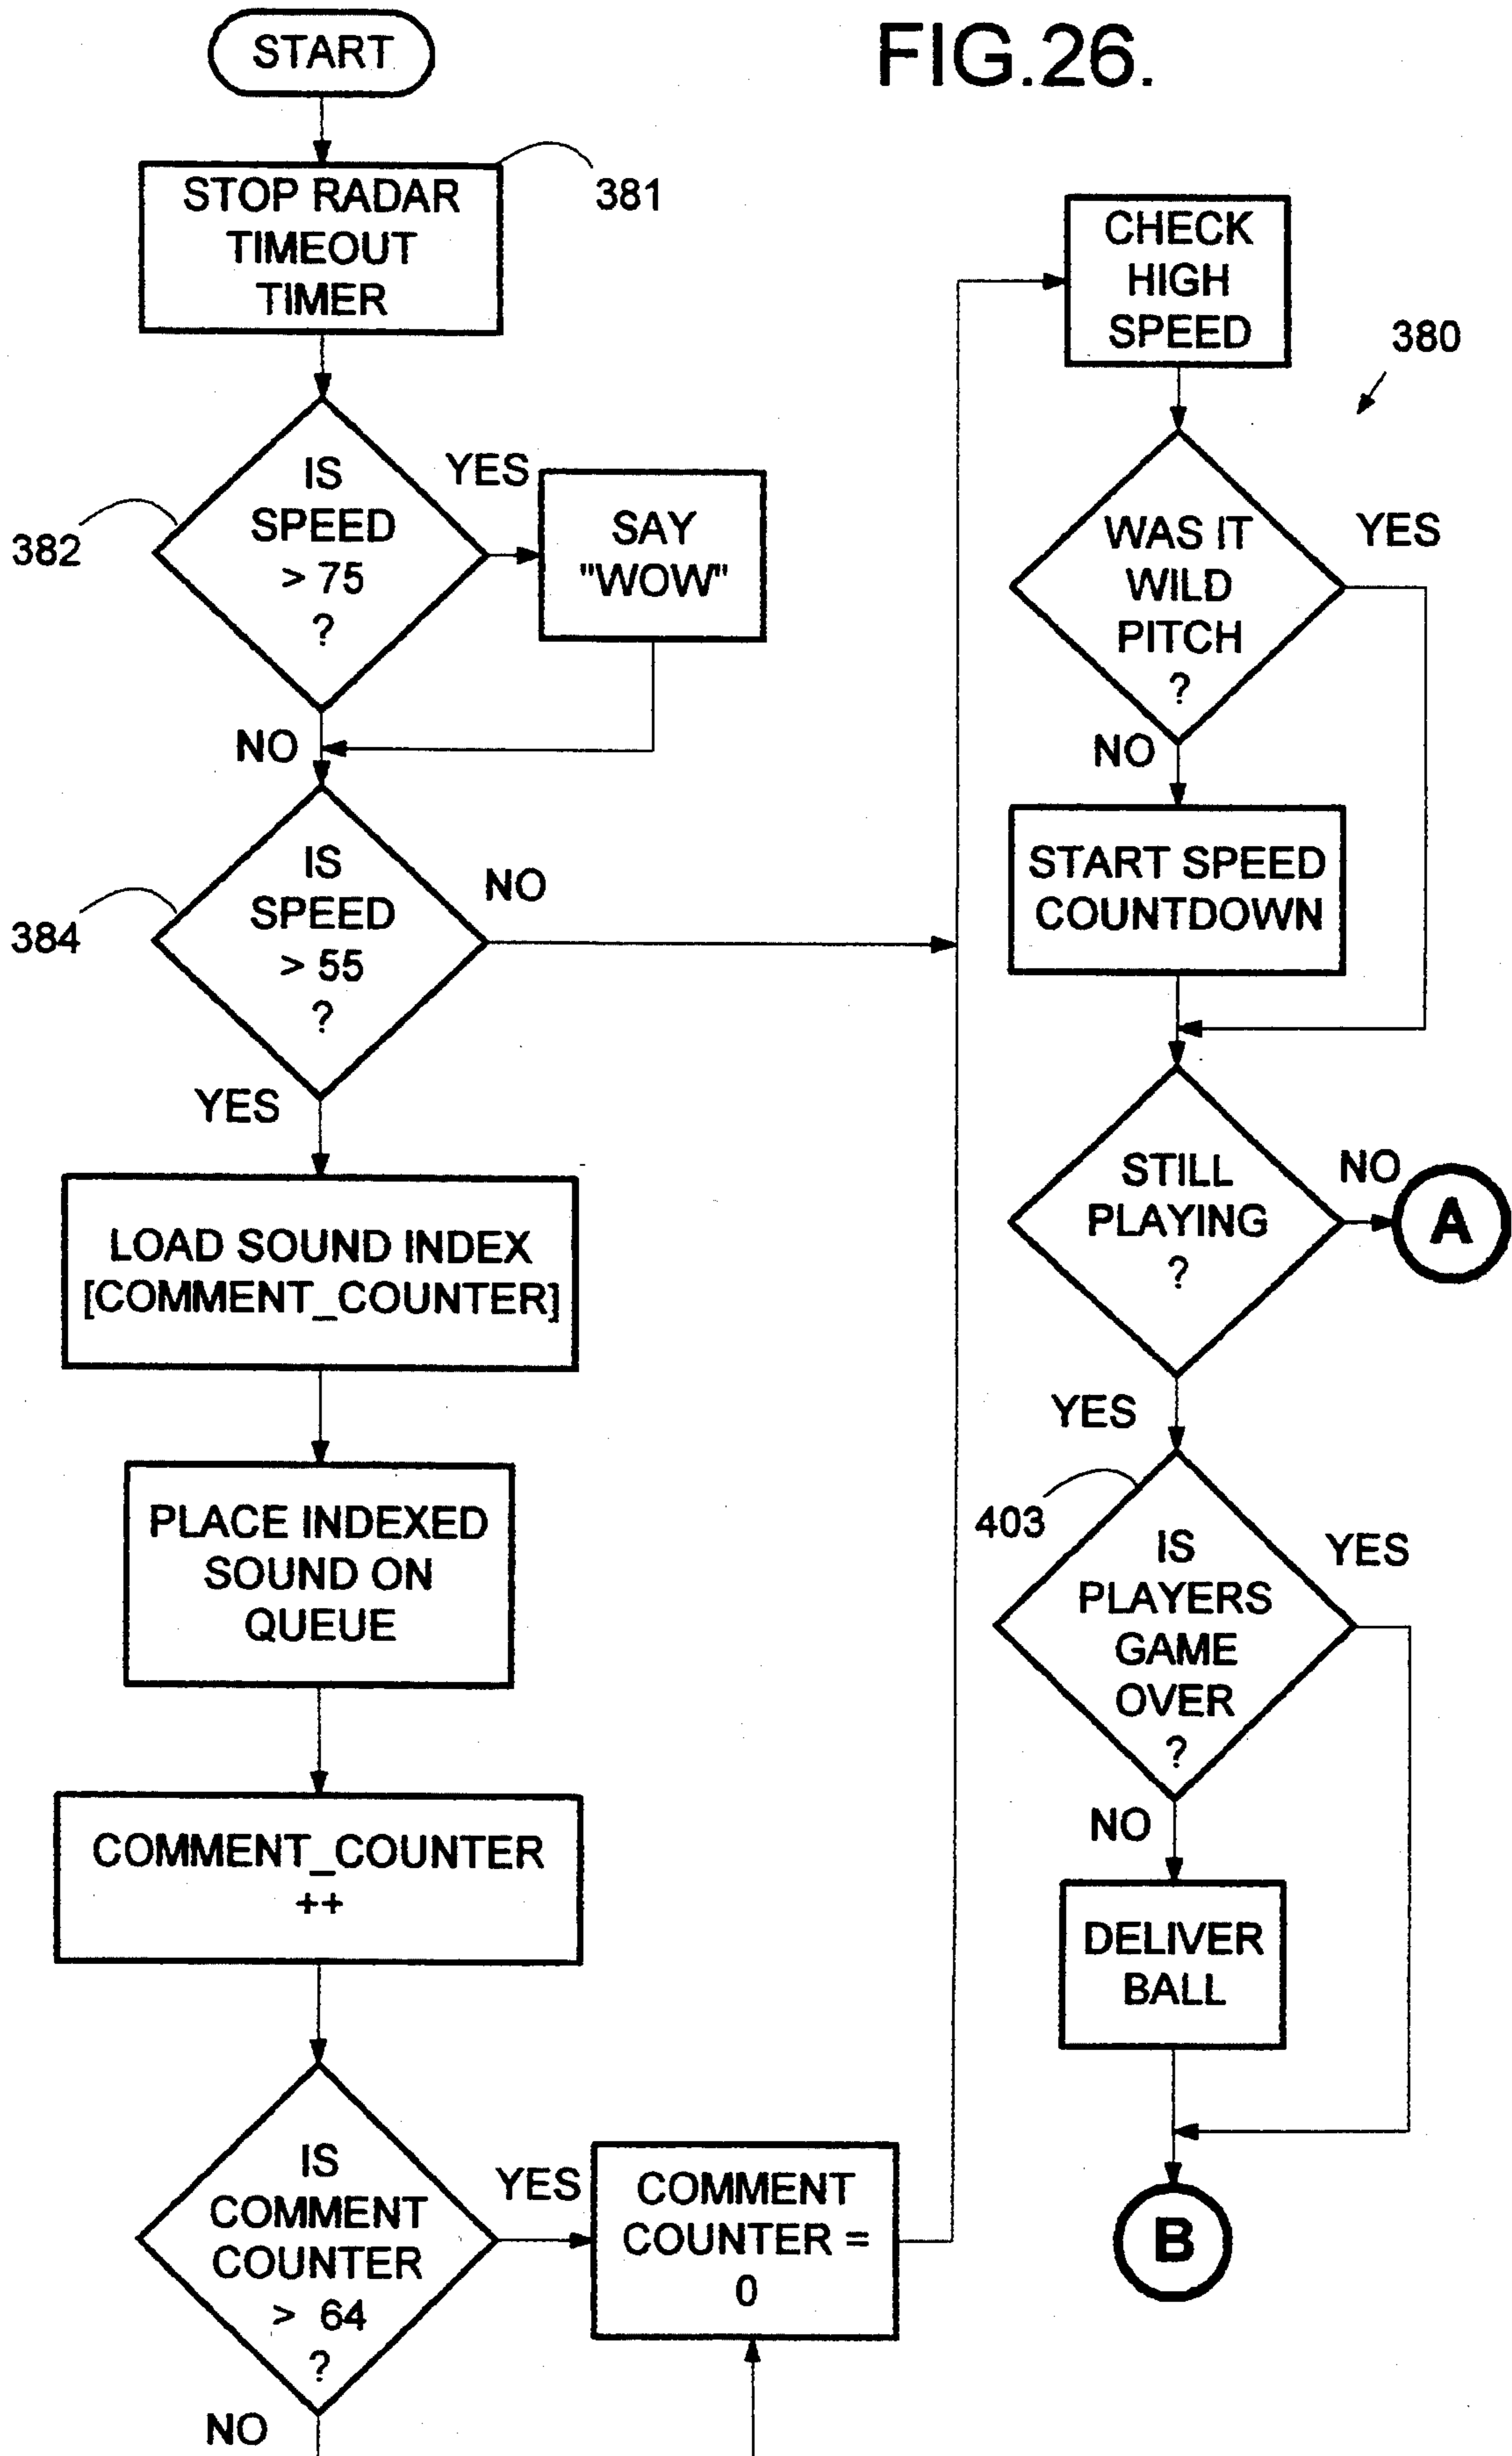 FIG.26.
START
STOP RADAR
TIMEOUT
TIMER
381
IS
SPEED
> 75
?
382
YES
SAY
"WOW"
NO
IS
SPEED
> 55
?
384
NO
YES
LOAD SOUND INDEX
[COMMENT_COUNTER]
PLACE INDEXED
SOUND ON
QUEUE
COMMENT_COUNTER
++
IS
COMMENT
COUNTER
> 64
?
YES
COMMENT
COUNTER =
0
NO
CHECK
HIGH
SPEED
380
WAS IT
WILD
PITCH
?
YES
NO
START SPEED
COUNTDOWN
STILL
PLAYING
?
NO
A
YES
403
IS
PLAYERS
GAME
OVER
?
YES
NO
DELIVER
BALL
B